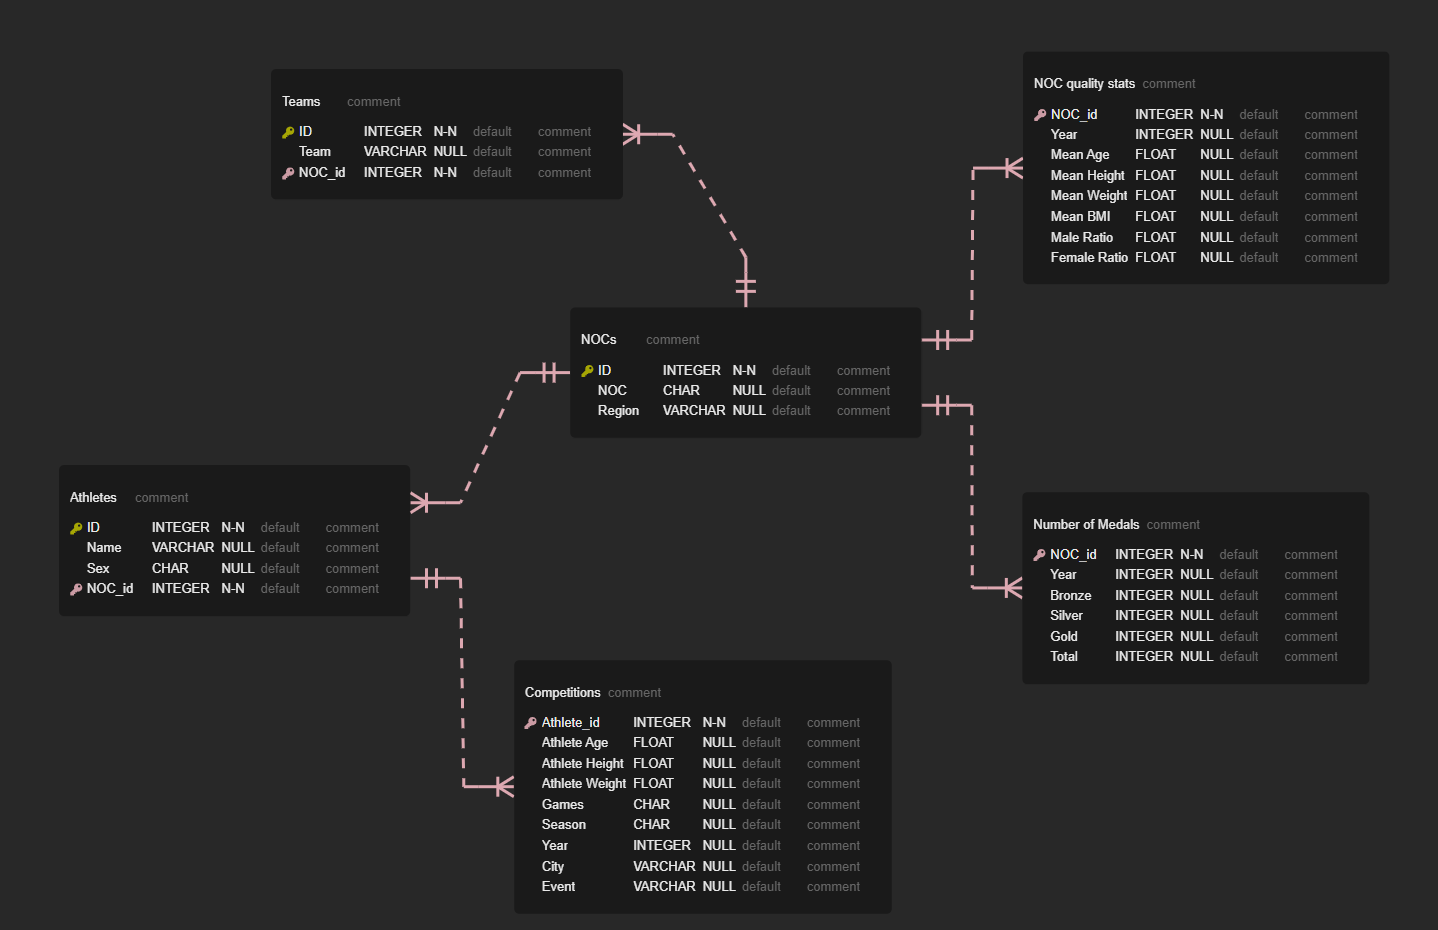 Teams comment
ID INTEGER N-N default comment
Team VARCHAR NULL default comment
NOC_id INTEGER N-N default comment
NOC quality stats comment
NOC_id INTEGER N-N default comment
Year INTEGER NULL default comment
Mean Age FLOAT NULL default comment
Mean Height FLOAT NULL default comment
Mean Weight FLOAT NULL default comment
Mean BMI FLOAT NULL default comment
Male Ratio FLOAT NULL default comment
Female Ratio FLOAT NULL default comment
NOCs comment
ID INTEGER N-N default comment
NOC CHAR NULL default comment
Region VARCHAR NULL default comment
Athletes comment
ID INTEGER N-N default comment
Name VARCHAR NULL default comment
Sex CHAR NULL default comment
NOC_id INTEGER N-N default comment
Number of Medals comment
NOC_id INTEGER N-N default comment
Year INTEGER NULL default comment
Bronze INTEGER NULL default comment
Silver INTEGER NULL default comment
Gold INTEGER NULL default comment
Total INTEGER NULL default comment
Competitions comment
Athlete_id INTEGER N-N default comment
Athlete Age FLOAT NULL default comment
Athlete Height FLOAT NULL default comment
Athlete Weight FLOAT NULL default comment
Games CHAR NULL default comment
Season CHAR NULL default comment
Year INTEGER NULL default comment
City VARCHAR NULL default comment
Event VARCHAR NULL default comment